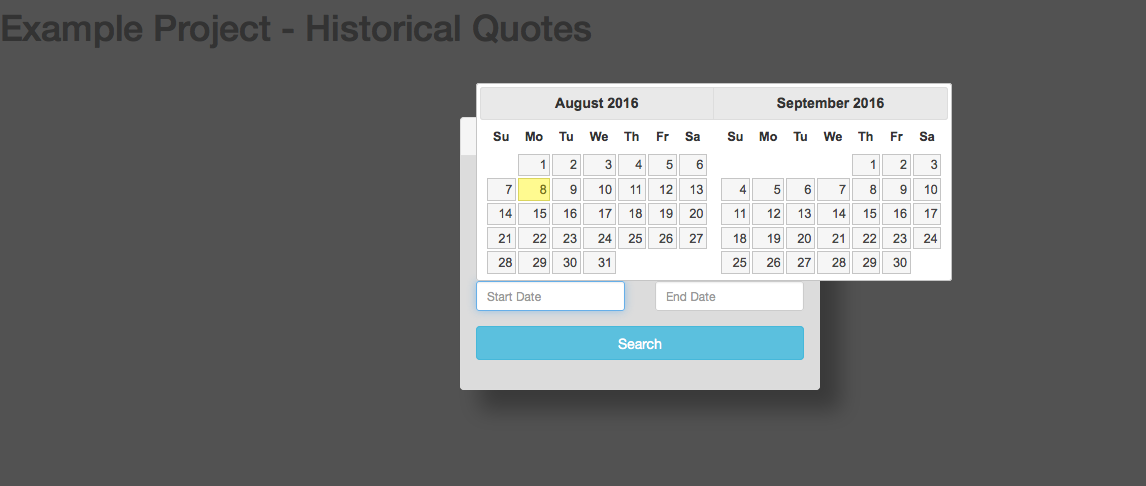 Example Project - Historical Quotes
August 2016 September 2016
Su Mo Tu We Th Fr Sa Su Mo Tu We Th Fr Sa
1 2 3 4 5 6 1 2 3
7 8 9 10 11 12 13 4 5 6 7 8 9 10
14 15 16 17 18 19 20 11 12 13 14 15 16 17
21 22 23 24 25 26 27 18 19 20 21 22 23 24
28 29 30 31 25 26 27 28 29 30
Start Date End Date
Search